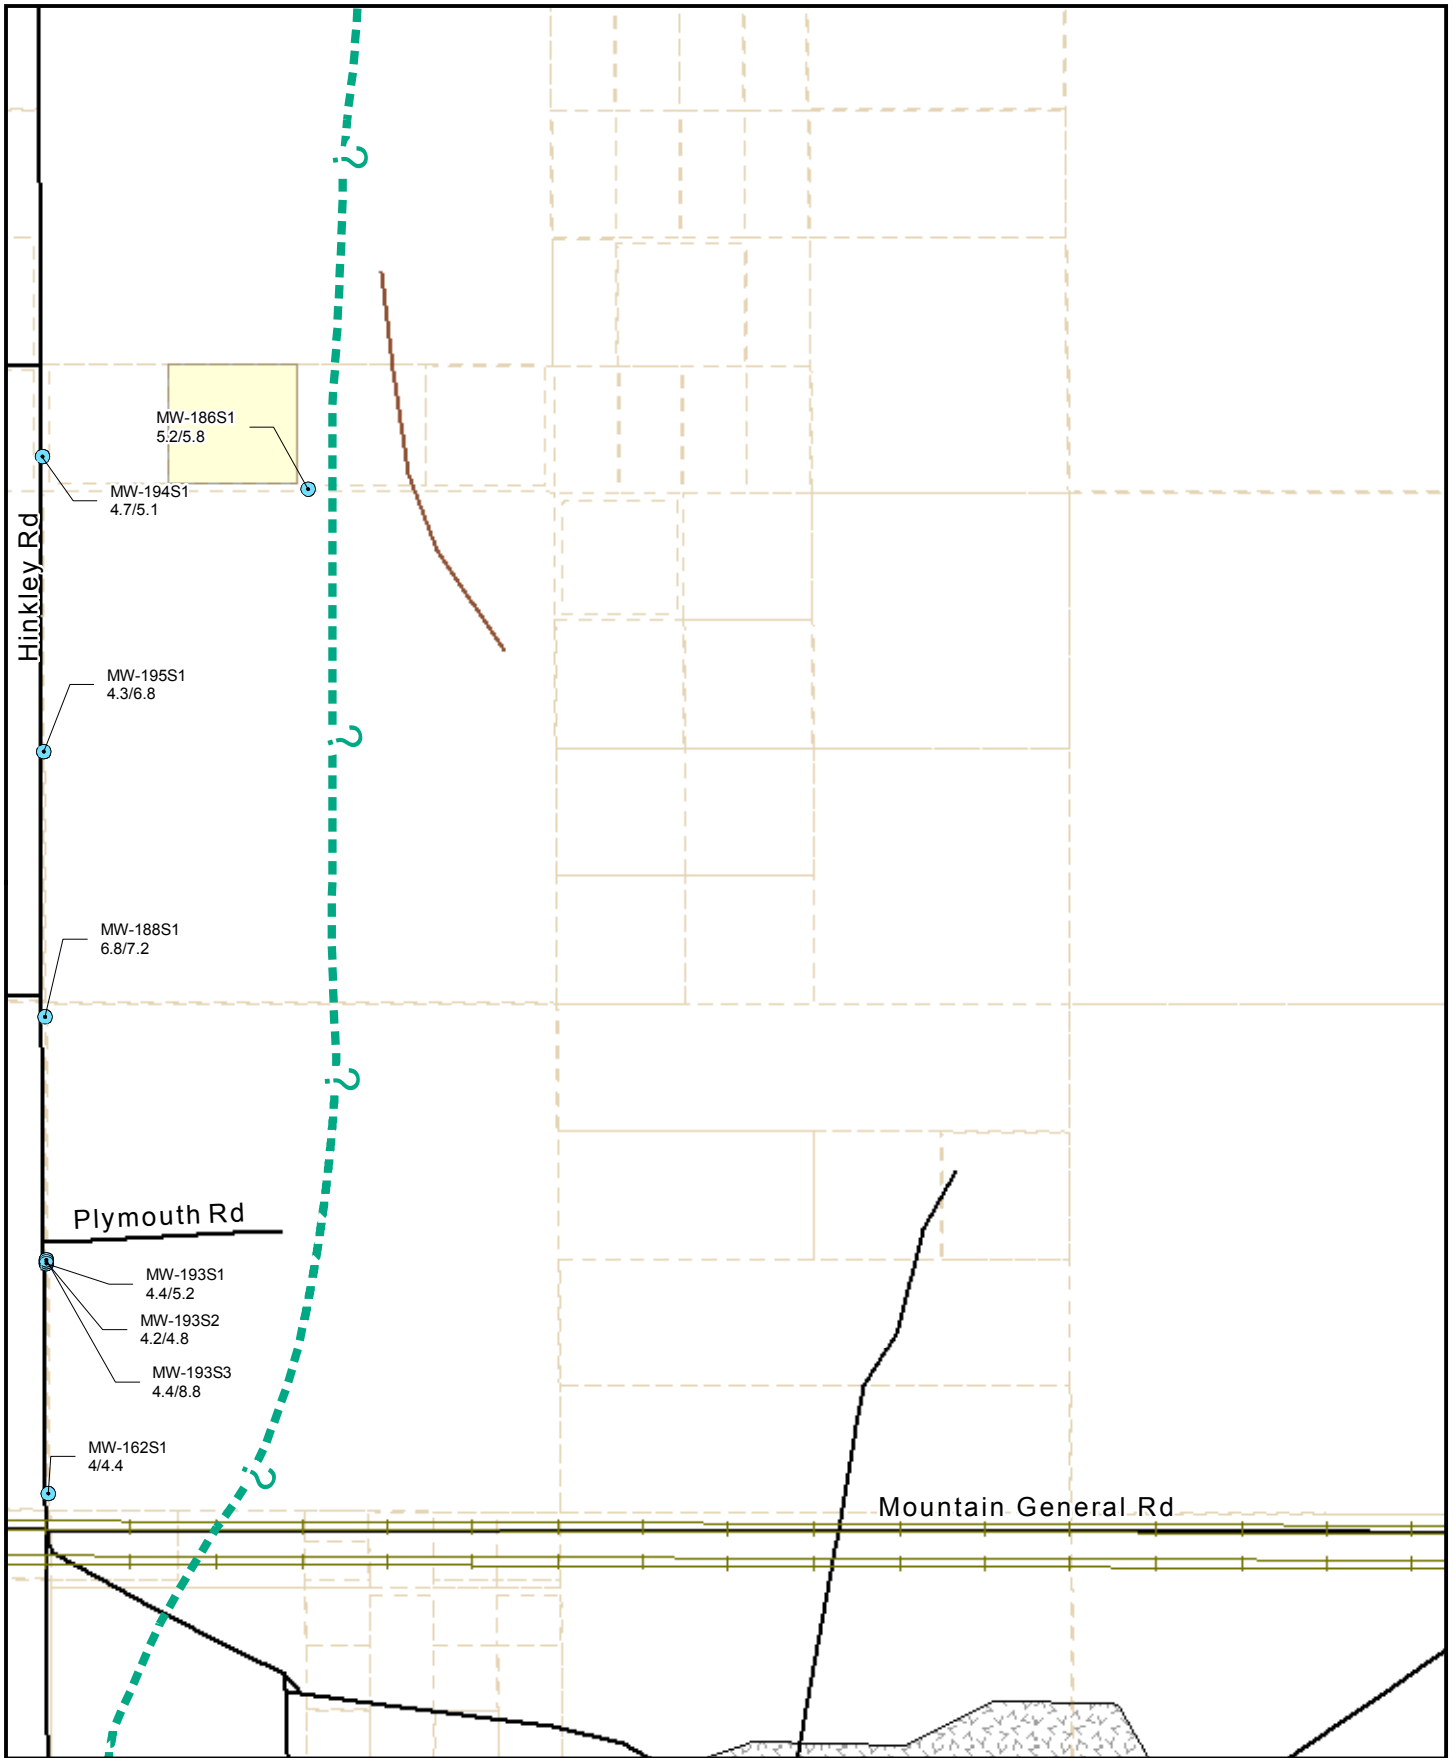 ?
MW-186S1
5.2/5.8
MW-194S1
4.7/5.1
Hinkley Rd
MW-195S1
4.3/6.8
?
MW-188S1
6.8/7.2
?
Plymouth Rd
MW-193S1
4.4/5.2
MW-193S2
4.2/4.8
MW-193S3
4.4/8.8
MW-162S1
4/4.4
?
Mountain General Rd